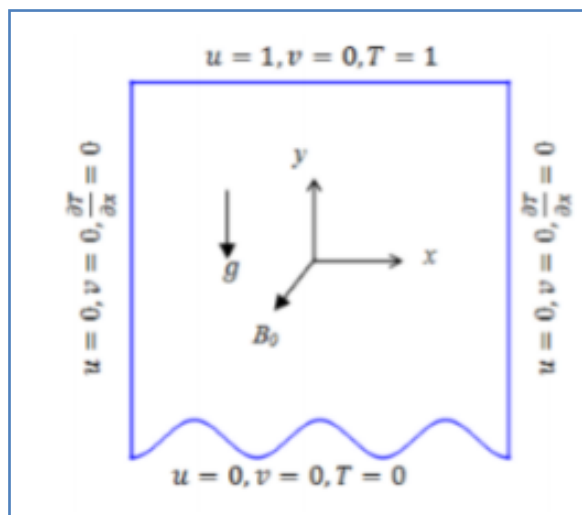 u = 1, v = 0, T = 1
u = 0, v = 0, ∂T/∂x = 0
y
x
g
B₀
u = 0, v = 0, ∂T/∂x = 0
u = 0, v = 0, T = 0